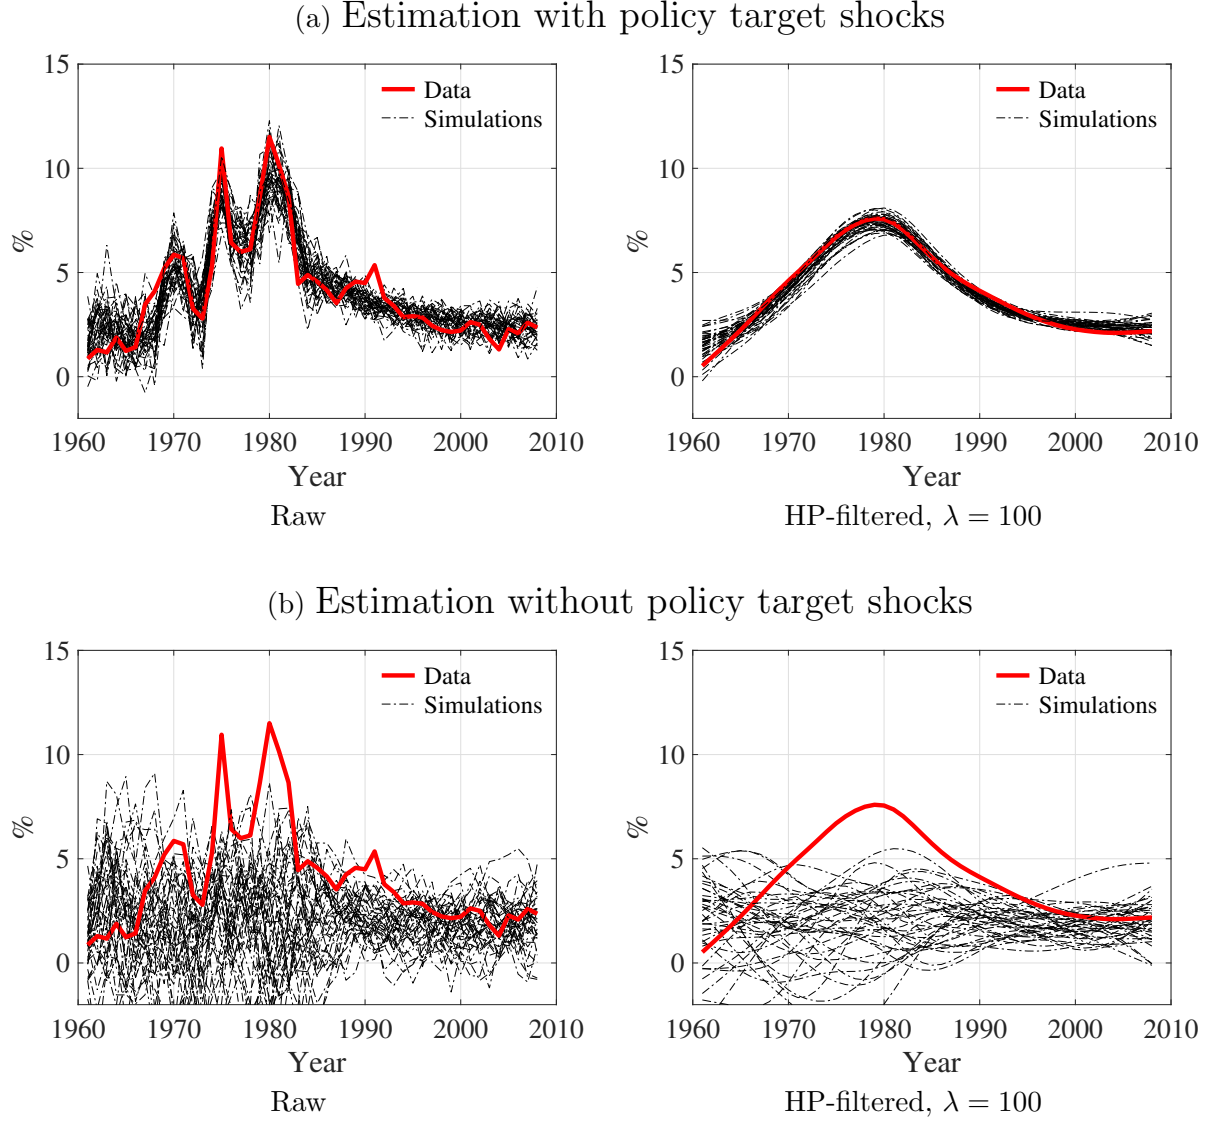 (a) Estimation with policy target shocks
15
10
5
0
%
Data
Simulations
1960 1970 1980 1990 2000 2010
Year
Raw
15
10
5
0
%
Data
Simulations
1960 1970 1980 1990 2000 2010
Year
HP-filtered, λ = 100
(b) Estimation without policy target shocks
15
10
5
0
%
Data
Simulations
1960 1970 1980 1990 2000 2010
Year
Raw
15
10
5
0
%
Data
Simulations
1960 1970 1980 1990 2000 2010
Year
HP-filtered, λ = 100